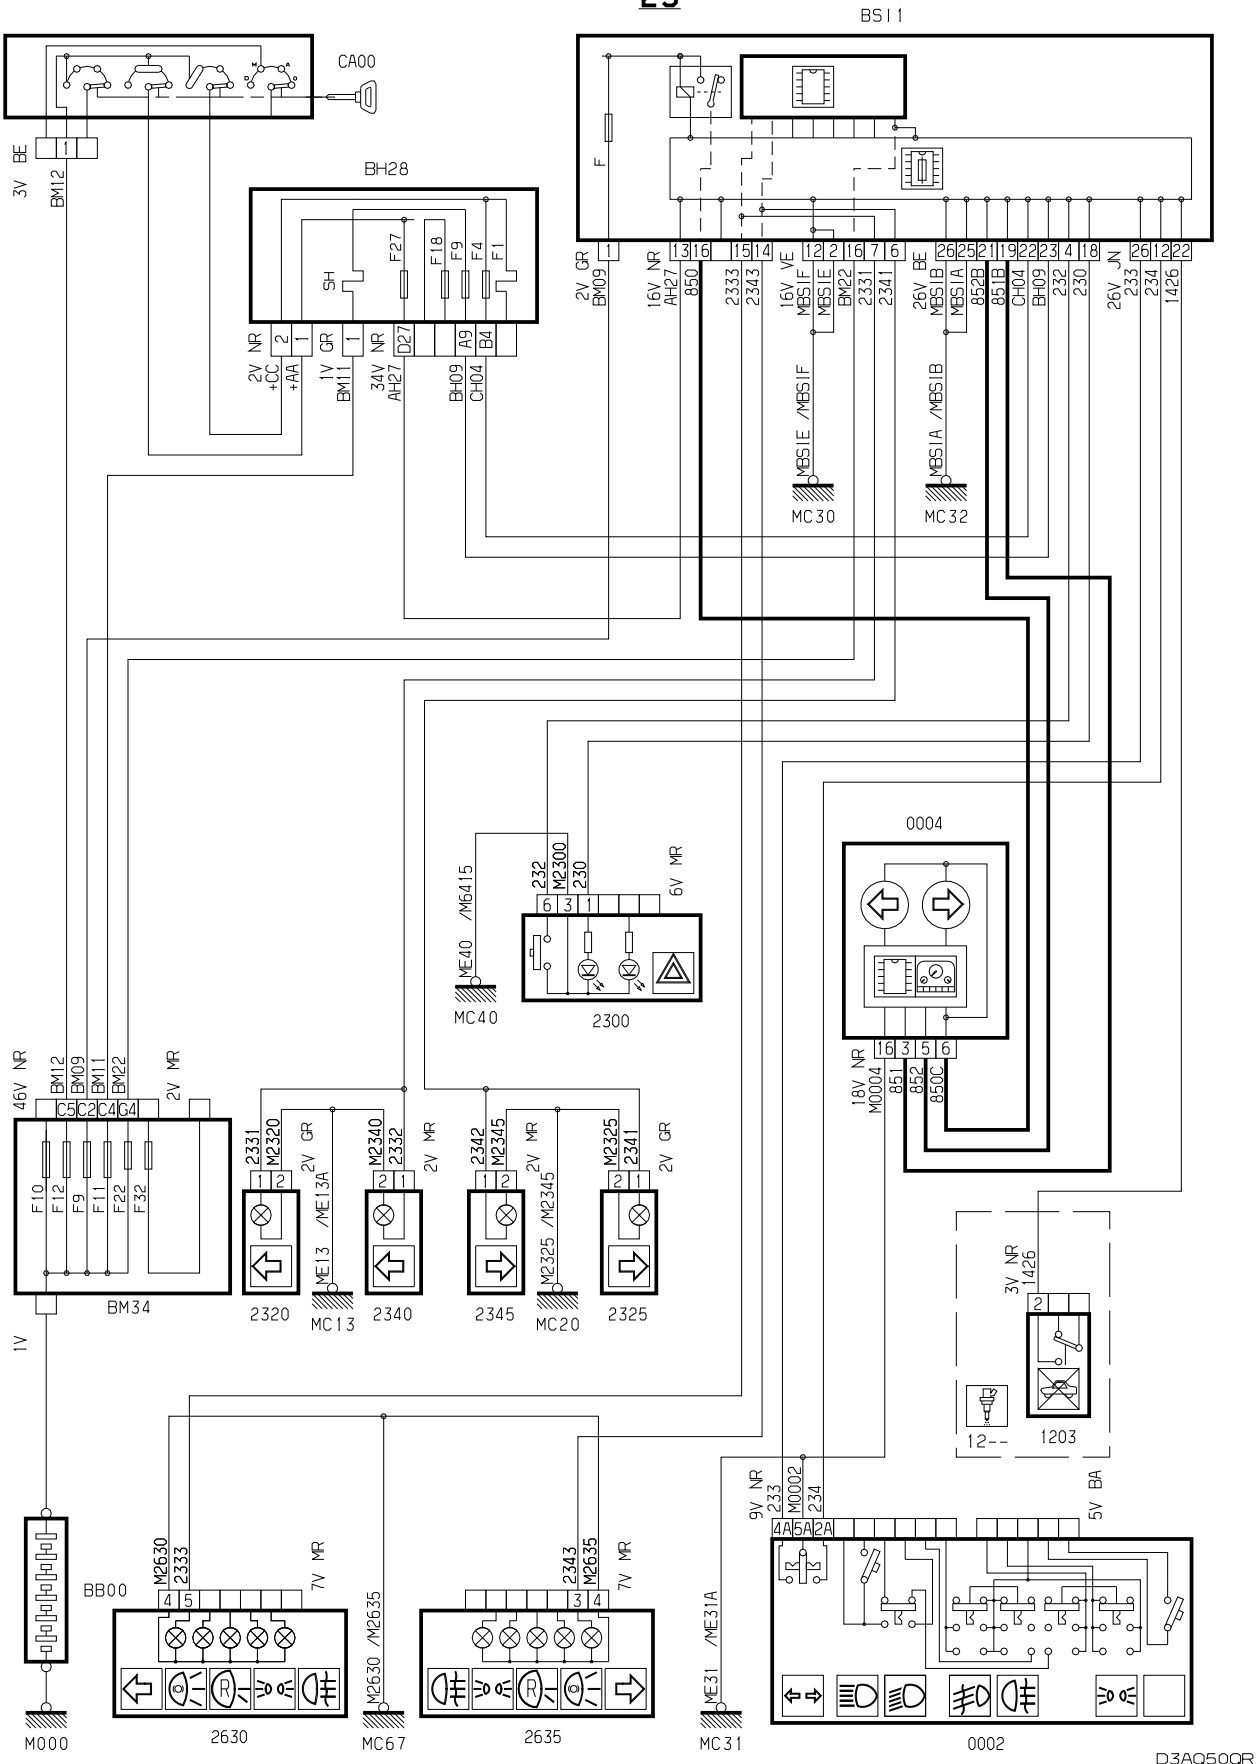 BSI1
CA00
M
A
D
3V BE
1
BM12
BH28
SH
F27
F18
F9
F4
F1
2
1
1
D27
A9
B4
2V NR
+CC
+AA
1V GR
BM11
34V NR
AH27
BH09
CH04
F
1
13
16
15
14
12
2
16
7
6
26
25
21
19
22
23
4
18
26
12
22
2V GR
BM09
16V NR
AH27
850
2333
2343
16V VE
MBSIF
MBSIE
BM22
2331
2341
26V BE
MBSIB
MBSIA
852B
851B
CH04
BH09
232
230
26V JN
233
234
1426
MBSIE /MBSIF
MBSIA /MBSIB
MC30
MC32
0004
16
3
5
6
18V NR
M0004
851
852
850C
232
M2300
230
6V MR
6
3
1
ME40 /M6415
MC40
2300
46V NR
BM12
BM09
BM11
BM22
2V MR
C5
C2
C4
G4
F10
F12
F9
F11
F22
F32
BM34
1V
2331
M2320
2V GR
1
2
2320
ME13 /ME13A
MC13
M2340
2332
2V MR
2
1
2340
2342
M2345
2V MR
1
2
2345
M2325 /M2345
MC20
M2325
2341
2V GR
2
1
2325
3V NR
1426
2
12--
1203
BB00
M000
M2630
2333
7V MR
4
5
R
2630
M2630 /M2635
MC67
2343
M2635
7V MR
3
4
R
2635
ME31 /ME31A
MC31
9V NR
233
M0002
234
5V BA
4A
5A
2A
0002
D3AQ50QR